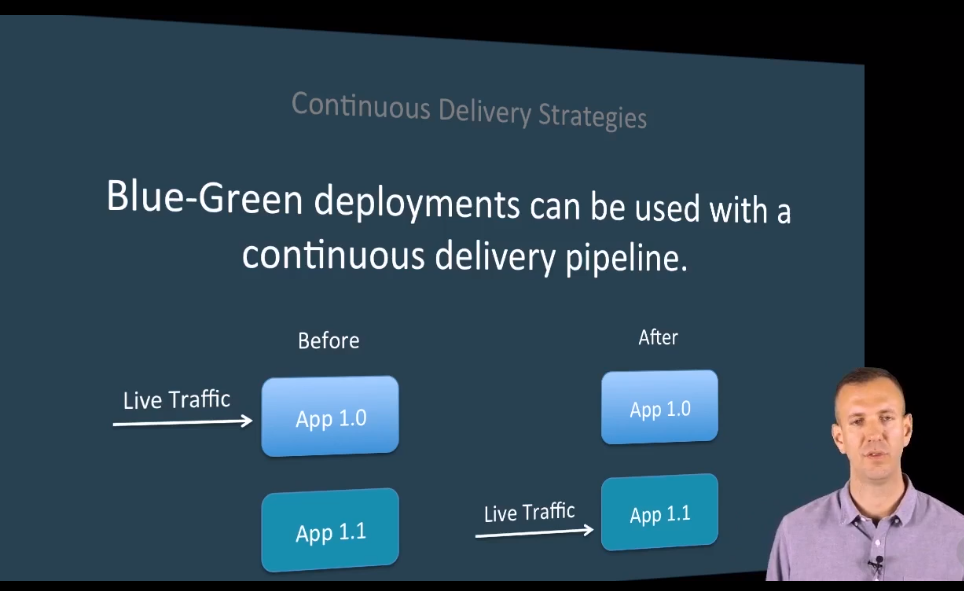 Continuous Delivery Strategies
Blue-Green deployments can be used with a
continuous delivery pipeline.
Before
After
Live Traffic
App 1.0
App 1.0
Live Traffic
App 1.1
App 1.1